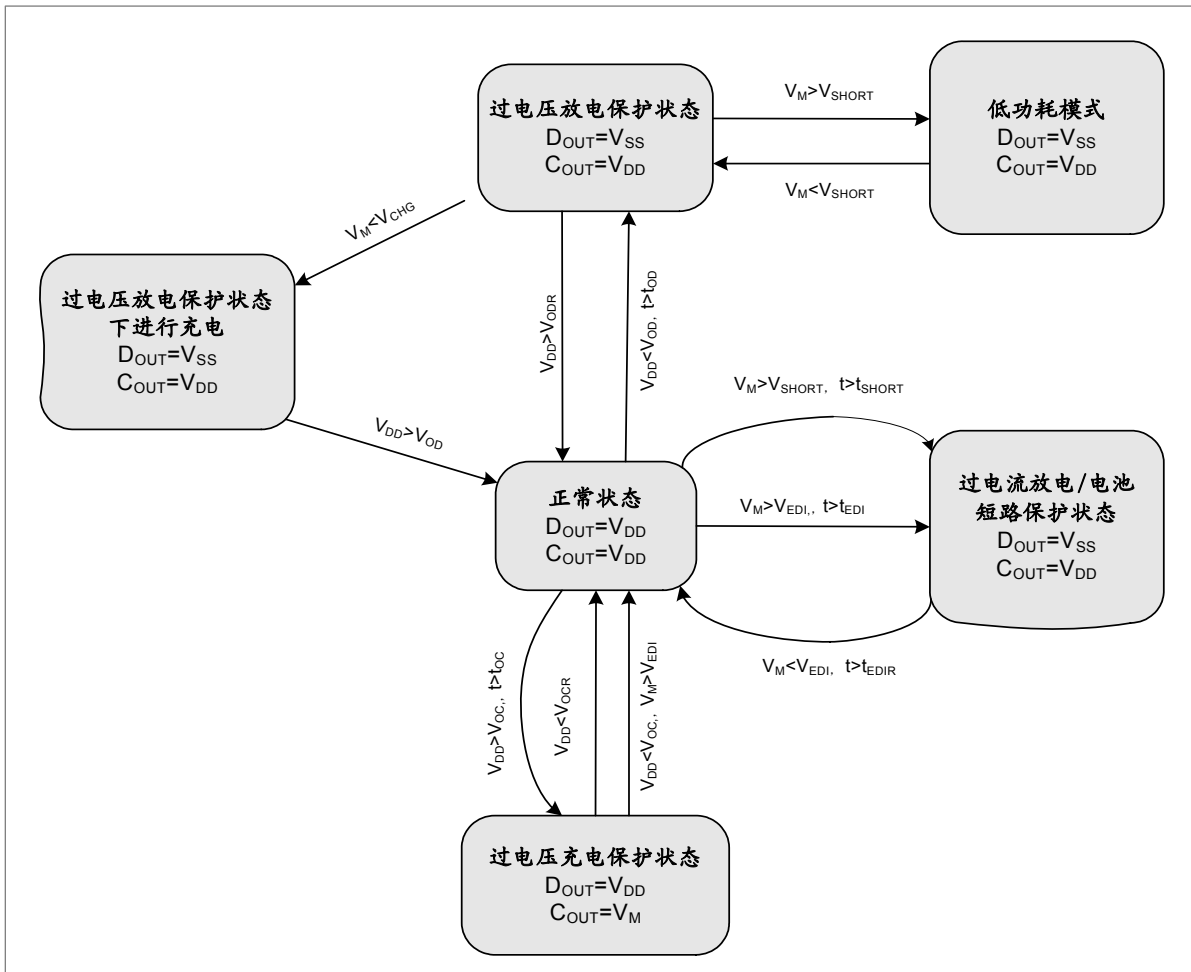 过电压放电保护状态
DOUT=VSS
COUT=VDD
VM>VSHORT
VM<VSHORT
低功耗模式
DOUT=VSS
COUT=VDD
VM<VCHG
过电压放电保护状态
下进行充电
DOUT=VSS
COUT=VDD
VDD>VODR
VDD<VOD, t>tOD
VDD>VOD
VM>VSHORT, t>tSHORT
正常状态
DOUT=VDD
COUT=VDD
VM>VEDI,, t>tEDI
过电流放电/电池
短路保护状态
DOUT=VSS
COUT=VDD
VM<VEDI, t>tEDIR
VDD>VOC,, t>tOC
VDD<VOCR
VDD<VOC,, VM>VEDI
过电压充电保护状态
DOUT=VDD
COUT=VM